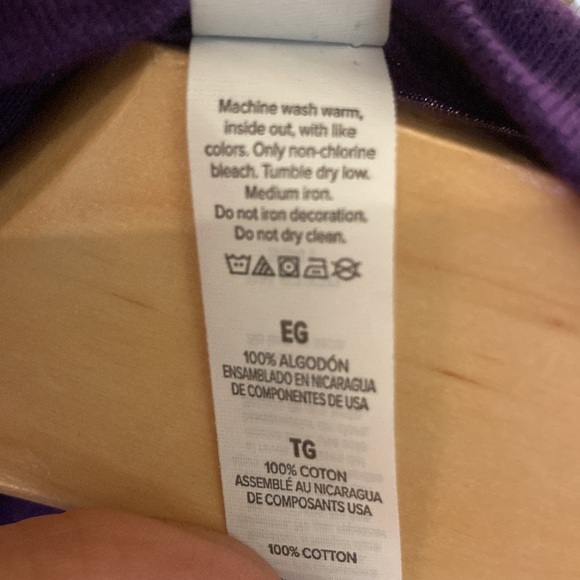 Machine wash warm,
inside out, with like
colors. Only non-chlorine
bleach. Tumble dry low.
Medium iron.
Do not iron decoration.
Do not dry clean.
EG
100% ALGODÓN
ENSAMBLADO EN NICARAGUA
DE COMPONENTES DE USA
TG
100% COTON
ASSEMBLÉ AU NICARAGUA
DE COMPOSANTS USA
100% COTTON